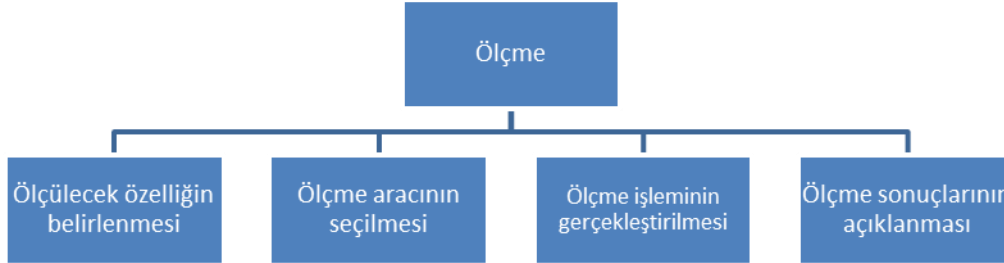 Ölçme
Ölçülecek özelliğin
belirlenmesi
Ölçme aracının
seçilmesi
Ölçme işleminin
gerçekleştirilmesi
Ölçme sonuçlarının
açıklanması